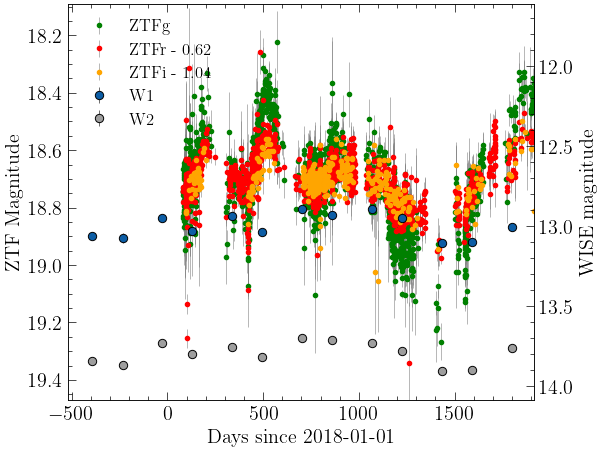 ZTFg
ZTFr - 0.62
ZTFi - 1.04
W1
W2
18.2
18.4
18.6
18.8
19.0
19.2
19.4
ZTF Magnitude
12.0
12.5
13.0
13.5
14.0
WISE magnitude
−500 0 500 1000 1500
Days since 2018-01-01